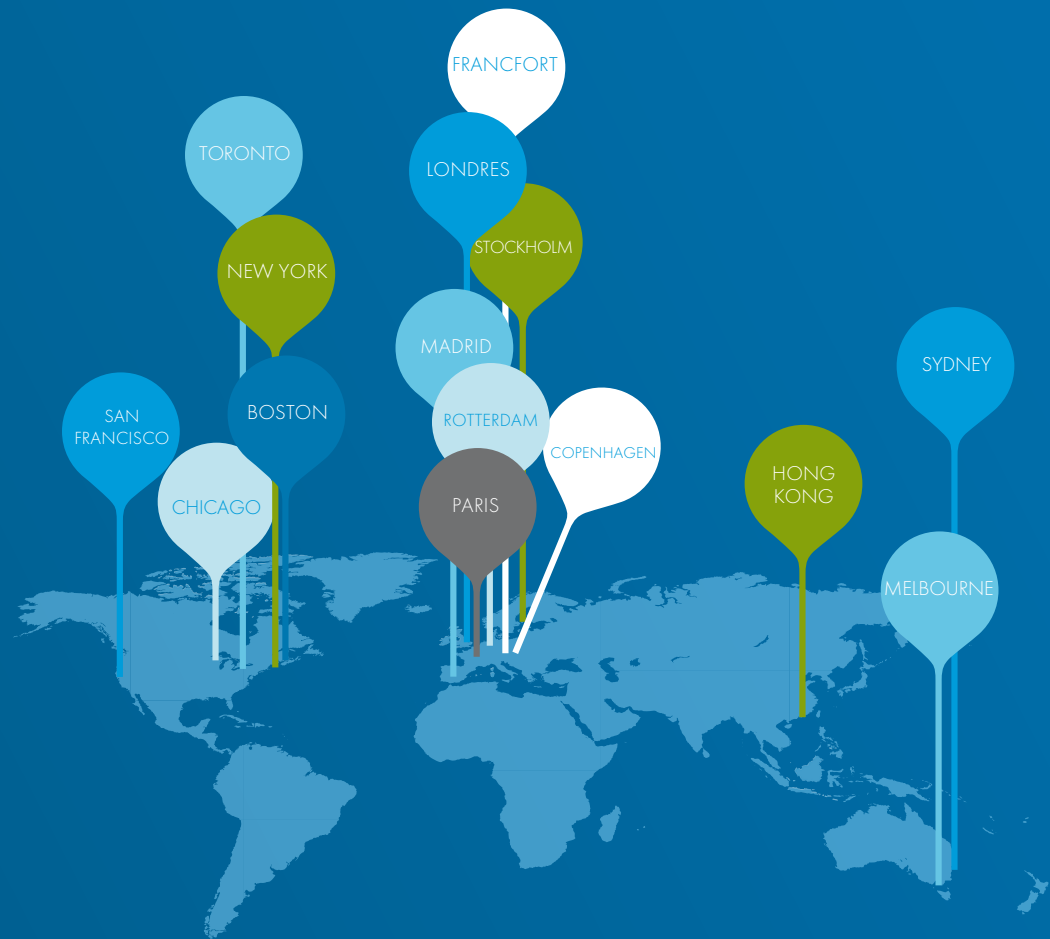 FRANCFORT
TORONTO
LONDRES
STOCKHOLM
NEW YORK
MADRID
SYDNEY
BOSTON
SAN
FRANCISCO
ROTTERDAM
COPENHAGEN
HONG
KONG
CHICAGO
PARIS
MELBOURNE